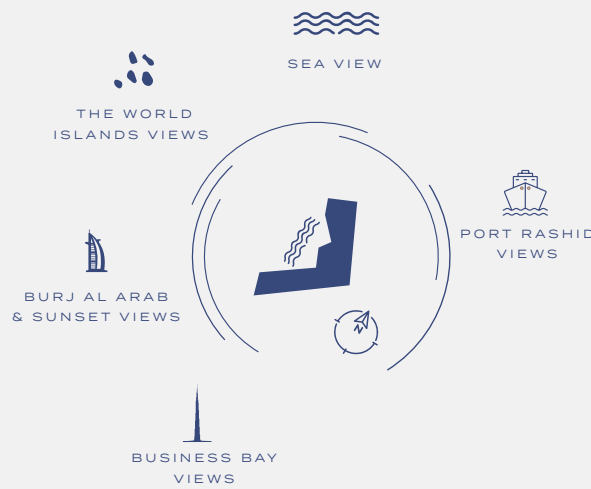 SEA VIEW
THE WORLD
ISLANDS VIEWS
PORT RASHID
VIEWS
BURJ AL ARAB
& SUNSET VIEWS
BUSINESS BAY
VIEWS